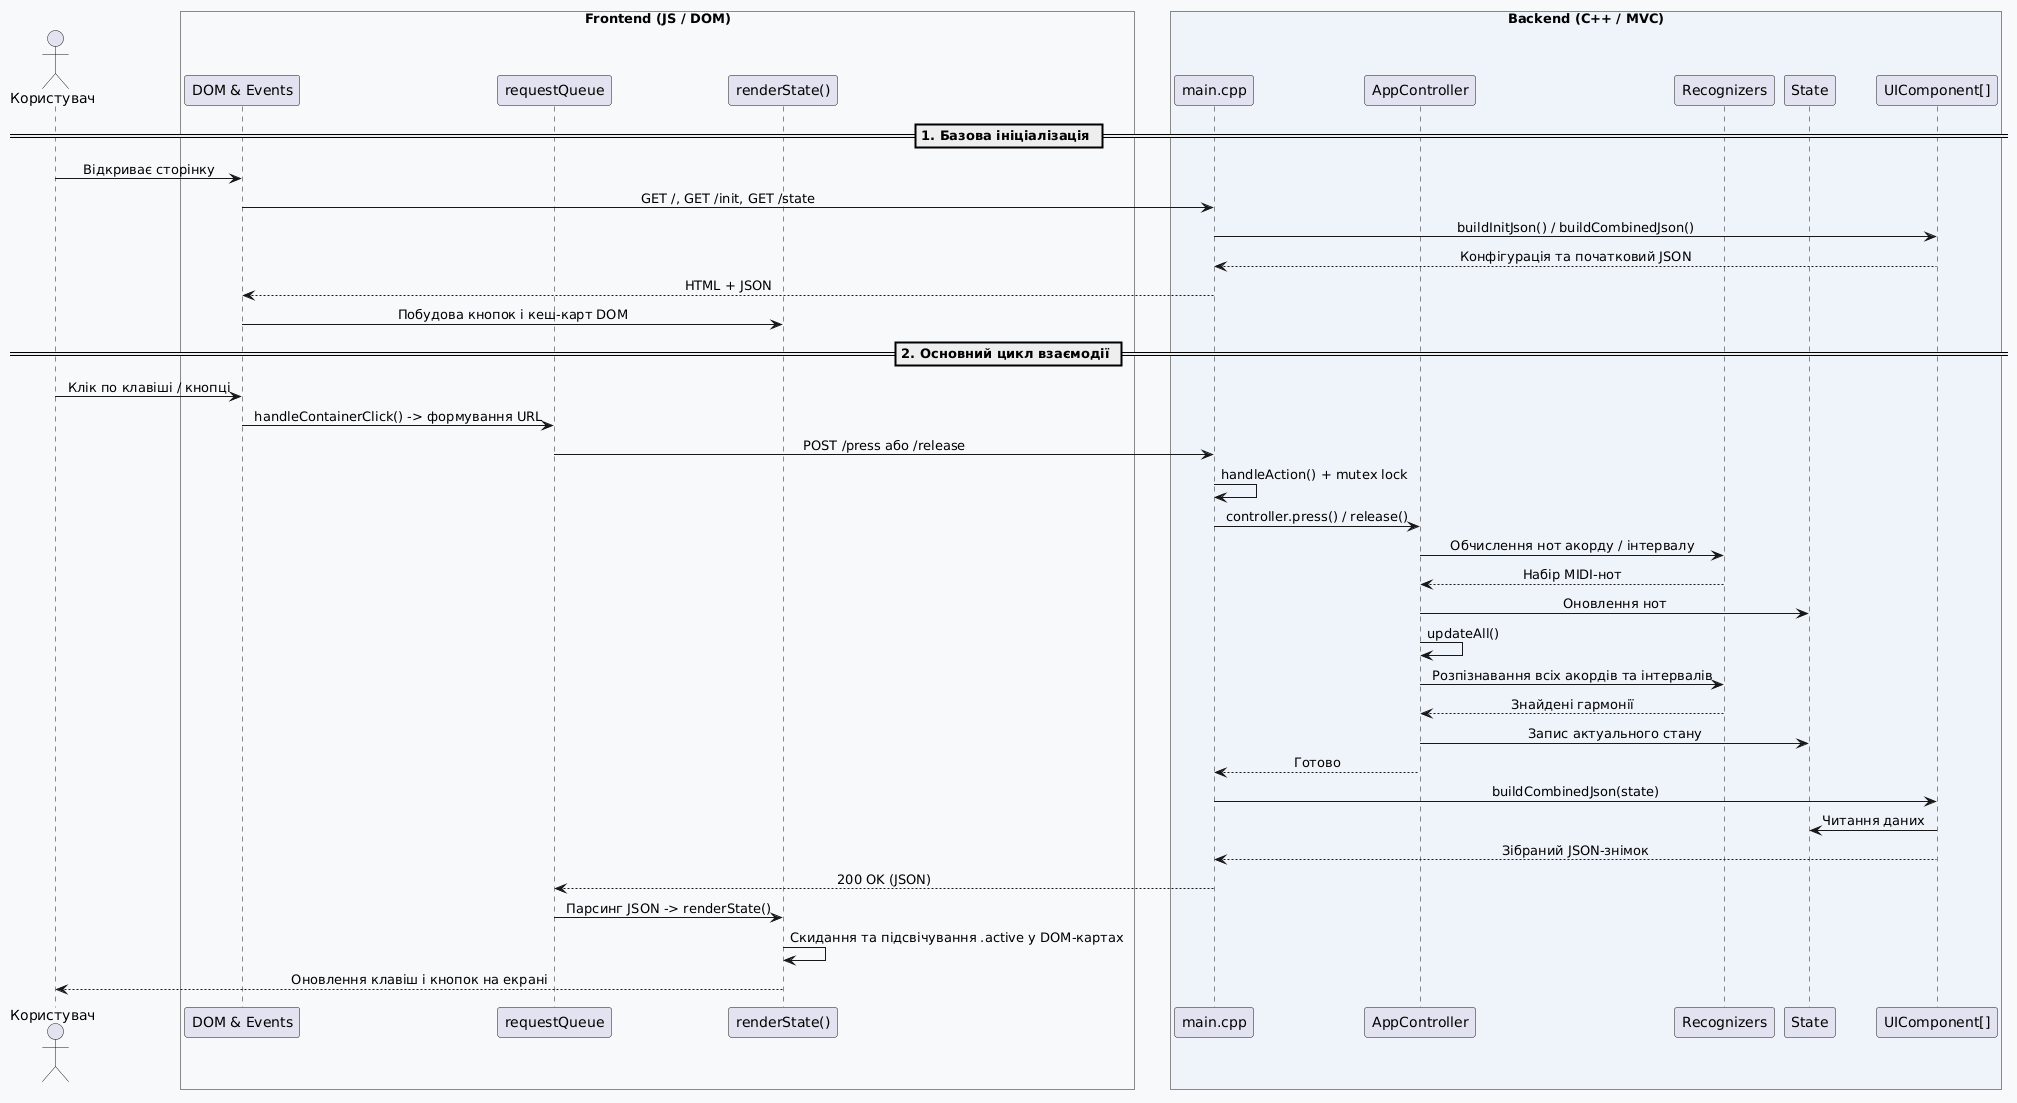 Frontend (JS / DOM)
Backend (C++ / MVC)
Користувач
DOM & Events
requestQueue
renderState()
main.cpp
AppController
Recognizers
State
UIComponent[]
1. Базова ініціалізація
Відкриває сторінку
GET /, GET /init, GET /state
buildInitJson() / buildCombinedJson()
Конфігурація та початковий JSON
HTML + JSON
Побудова кнопок і кеш-карт DOM
2. Основний цикл взаємодії
Клік по клавіші / кнопці
handleContainerClick() -> формування URL
POST /press або /release
handleAction() + mutex lock
controller.press() / release()
Обчислення нот акорду / інтервалу
Набір MIDI-нот
Оновлення нот
updateAll()
Розпізнавання всіх акордів та інтервалів
Знайдені гармонії
Запис актуального стану
Готово
buildCombinedJson(state)
Читання даних
Зібраний JSON-знімок
200 OK (JSON)
Парсинг JSON -> renderState()
Скидання та підсвічування .active у DOM-картах
Оновлення клавіш і кнопок на екрані
Користувач
DOM & Events
requestQueue
renderState()
main.cpp
AppController
Recognizers
State
UIComponent[]